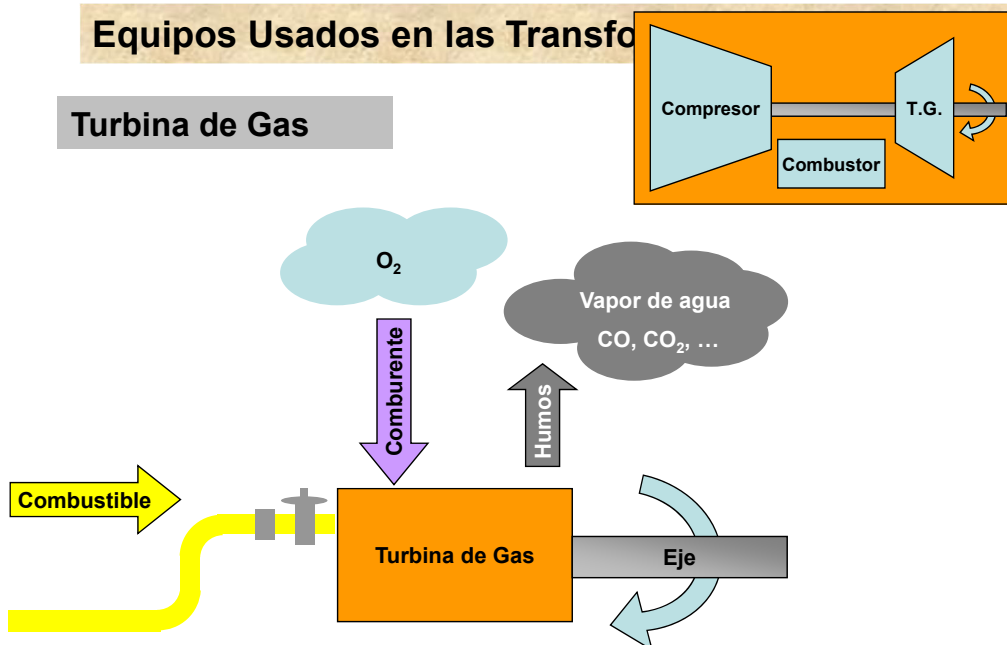 Equipos Usados en las Transfo
Compresor
T.G.
Combustor
Turbina de Gas
O₂
Vapor de agua
CO, CO₂, …
Comburente
Humos
Combustible
Turbina de Gas
Eje